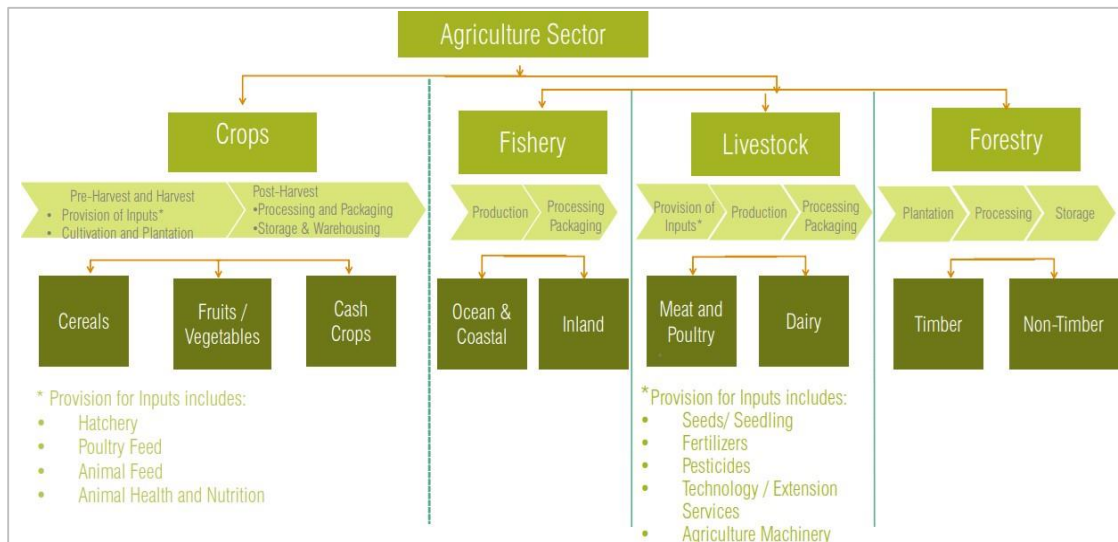 Agriculture Sector
Crops
Fishery
Livestock
Forestry
Pre-Harvest and Harvest
• Provision of Inputs*
• Cultivation and Plantation
Post-Harvest
•Processing and Packaging
•Storage & Warehousing
Production
Processing
Packaging
Provision of
Inputs*
Production
Processing
Packaging
Plantation
Processing
Storage
Cereals
Fruits /
Vegetables
Cash
Crops
Ocean &
Coastal
Inland
Meat and
Poultry
Dairy
Timber
Non-Timber
* Provision for Inputs includes:
• Hatchery
• Poultry Feed
• Animal Feed
• Animal Health and Nutrition
*Provision for Inputs includes:
• Seeds/ Seedling
• Fertilizers
• Pesticides
• Technology / Extension
Services
• Agriculture Machinery